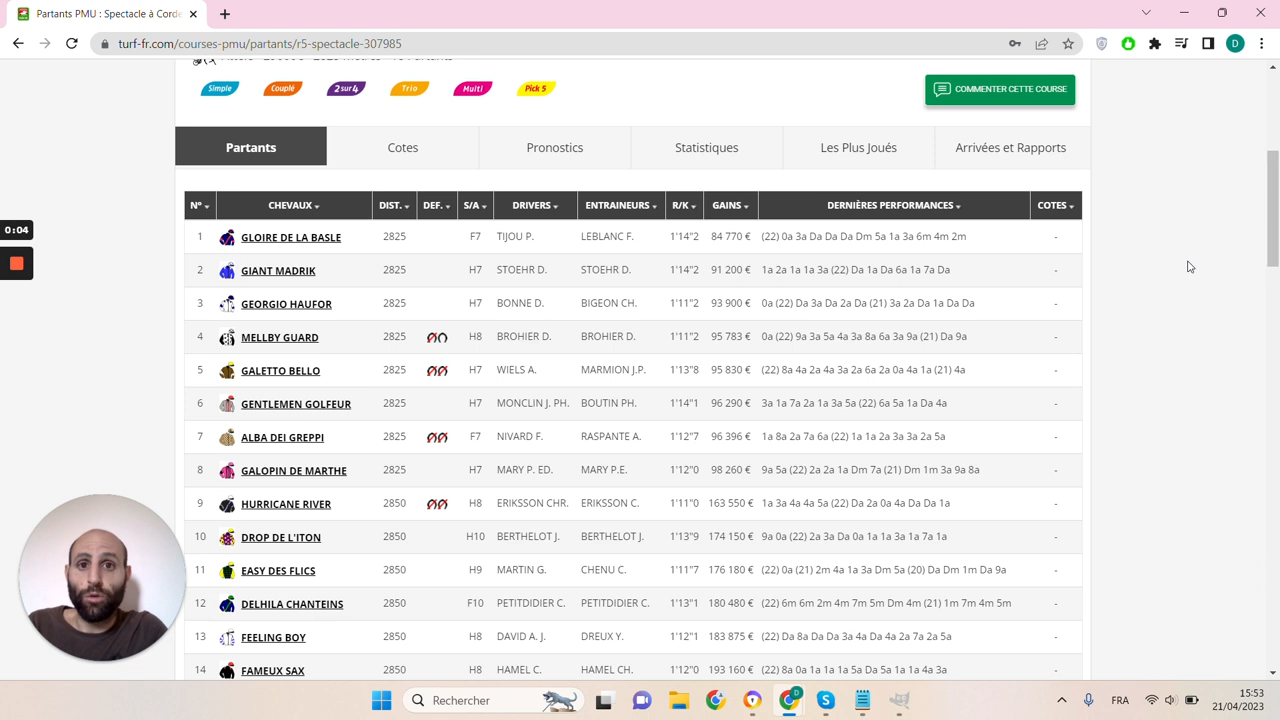 Partants PMU : Spectacle à Corde
turf-fr.com/courses-pmu/partants/r5-spectacle-307985
D
Simple Couplé 2 sur 4 Trio Multi Pick 5
COMMENTER CETTE COURSE
Partants Cotes Pronostics Statistiques Les Plus Joués Arrivées et Rapports
N° CHEVAUX DIST. DEF. S/A DRIVERS ENTRAINEURS R/K GAINS DERNIÈRES PERFORMANCES COTES
0:04
1 GLOIRE DE LA BASLE 2825 F7 TIJOU P. LEBLANC F. 1'14"2 84 770 € (22) 0a 3a Da Da Da Dm 5a 1a 3a 6m 4m 2m -
2 GIANT MADRIK 2825 H7 STOEHR D. STOEHR D. 1'14"2 91 200 € 1a 2a 1a 1a 3a (22) Da 1a Da 6a 1a 7a Da -
3 GEORGIO HAUFOR 2825 H7 BONNE D. BIGEON CH. 1'11"2 93 900 € 0a (22) Da 3a Da 2a Da (21) 3a 2a Da 1a Da Da -
4 MELLBY GUARD 2825 H8 BROHIER D. BROHIER D. 1'11"2 95 783 € 0a (22) 9a 3a 5a 4a 3a 8a 6a 3a 9a (21) Da 9a -
5 GALETTO BELLO 2825 H7 WIELS A. MARMION J.P. 1'13"8 95 830 € (22) 8a 4a 2a 4a 3a 2a 6a 2a 0a 4a 1a (21) 4a -
6 GENTLEMEN GOLFEUR 2825 H7 MONCLIN J. PH. BOUTIN PH. 1'14"1 96 290 € 3a 1a 7a 2a 1a 3a 5a (22) 6a 5a 1a Da 4a -
7 ALBA DEI GREPPI 2825 F7 NIVARD F. RASPANTE A. 1'12"7 96 396 € 1a 8a 2a 7a 6a (22) 1a 1a 2a 3a 3a 2a 5a -
8 GALOPIN DE MARTHE 2825 H7 MARY P. ED. MARY P.E. 1'12"0 98 260 € 9a 5a (22) 2a 2a 1a Dm 7a (21) Dm 1m 3a 9a 8a -
9 HURRICANE RIVER 2850 H8 ERIKSSON CHR. ERIKSSON C. 1'11"0 163 550 € 1a 3a 4a 4a 5a (22) Da 2a 0a 4a Da Da 1a -
10 DROP DE L'ITON 2850 H10 BERTHELOT J. BERTHELOT J. 1'13"9 174 150 € 9a 0a (22) 2a 3a Da 0a 1a 1a 3a 1a 7a 1a -
11 EASY DES FLICS 2850 H9 MARTIN G. CHENU C. 1'11"7 176 180 € (22) 0a (21) 2m 4a 1a 3a Dm 5a (20) Da Dm 1m Da 9a -
12 DELHILA CHANTEINS 2850 F10 PETITDIDIER C. PETITDIDIER C. 1'13"1 180 480 € (22) 6m 6m 2m 4m 7m 5m Dm 4m (21) 1m 7m 4m 5m -
13 FEELING BOY 2850 H8 DAVID A. J. DREUX Y. 1'12"1 183 875 € (22) Da 8a Da Da 3a 4a Da 4a 2a 7a 2a 5a -
14 FAMEUX SAX 2850 H8 HAMEL C. HAMEL CH. 1'12"0 193 160 € (22) 8a 0a 1a 1a 1a 5a Da 5a 1a 1a 4a 3a -
Rechercher
D
FRA
15:53
21/04/2023